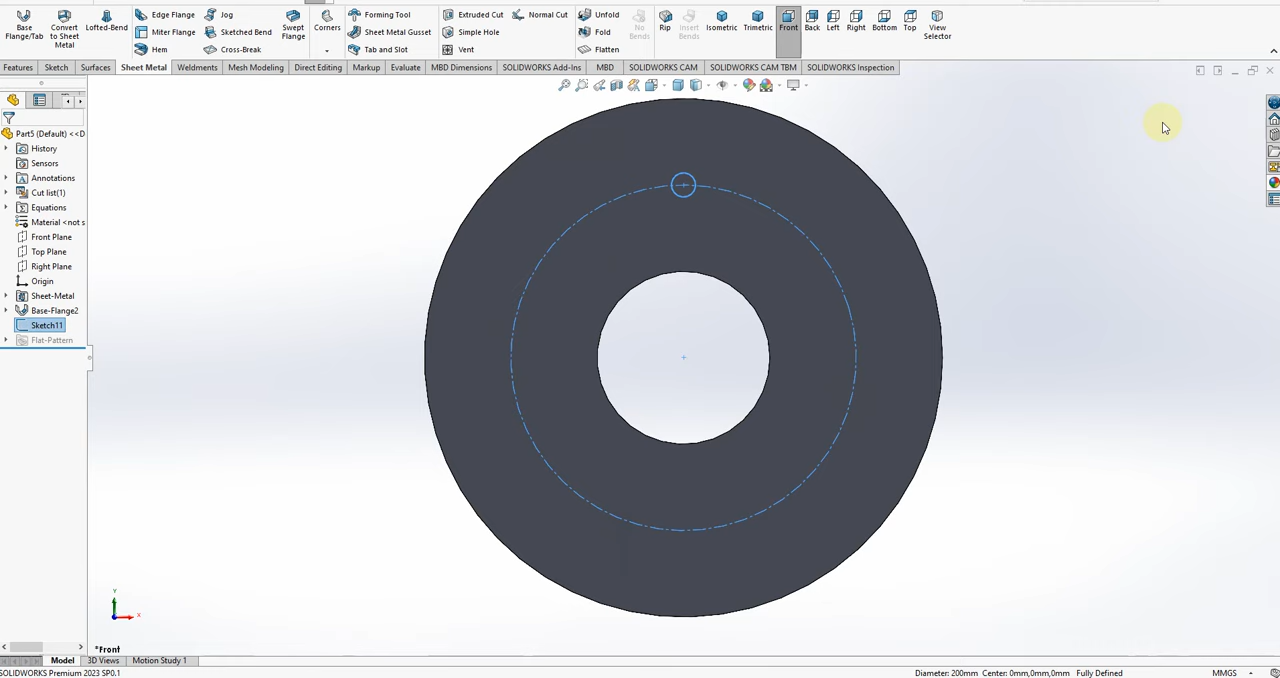 Base Flange/Tab
Convert to Sheet Metal
Lofted-Bend
Edge Flange
Miter Flange
Hem
Jog
Sketched Bend
Cross-Break
Swept Flange
Corners
Forming Tool
Sheet Metal Gusset
Tab and Slot
Extruded Cut
Simple Hole
Vent
Normal Cut
Unfold
Fold
Flatten
No Bends
Rip
Insert Bends
Isometric
Trimetric
Front
Back
Left
Right
Bottom
Top
View Selector
Features Sketch Surfaces Sheet Metal Weldments Mesh Modeling Direct Editing Markup Evaluate MBD Dimensions SOLIDWORKS Add-Ins MBD SOLIDWORKS CAM SOLIDWORKS CAM TBM SOLIDWORKS Inspection
Part5 (Default) <<D
History
Sensors
Annotations
Cut list(1)
Equations
Material <not s
Front Plane
Top Plane
Right Plane
Origin
Sheet-Metal
Base-Flange2
Sketch11
Flat-Pattern
Y
X
*Front
Model 3D Views Motion Study 1
SOLIDWORKS Premium 2023 SP0.1 Diameter: 200mm Center: 0mm,0mm,0mm Fully Defined MMGS